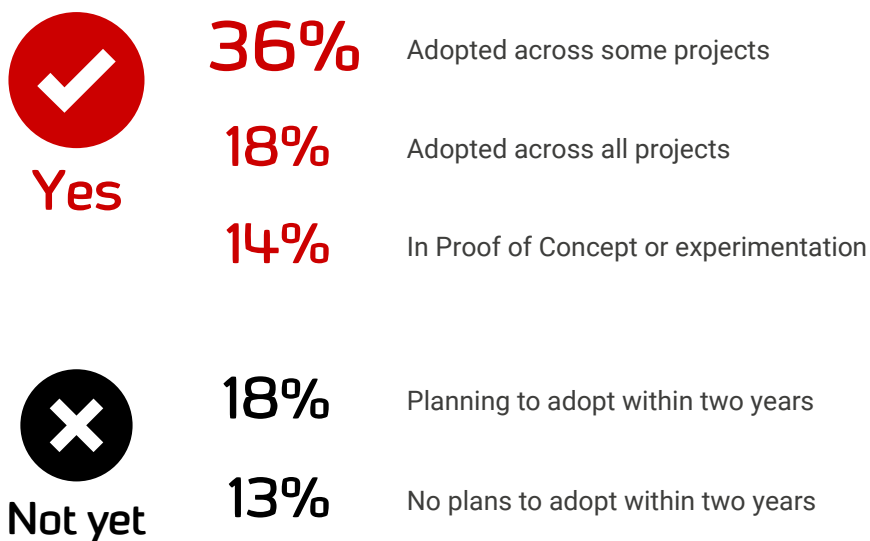 36% Adopted across some projects
18% Adopted across all projects
Yes
14% In Proof of Concept or experimentation
18% Planning to adopt within two years
13% No plans to adopt within two years
Not yet